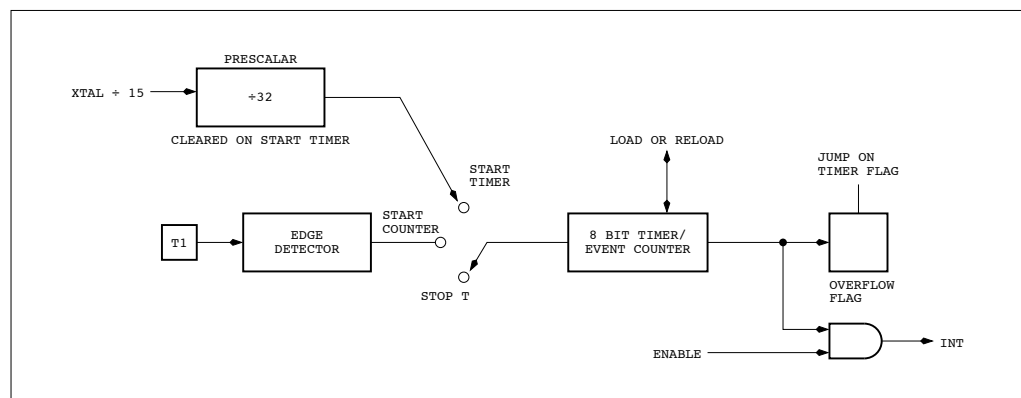 PRESCALAR
XTAL ÷ 15
÷32
CLEARED ON START TIMER
START
TIMER
START
COUNTER
T1
EDGE
DETECTOR
STOP T
LOAD OR RELOAD
8 BIT TIMER/
EVENT COUNTER
JUMP ON
TIMER FLAG
OVERFLOW
FLAG
ENABLE
INT